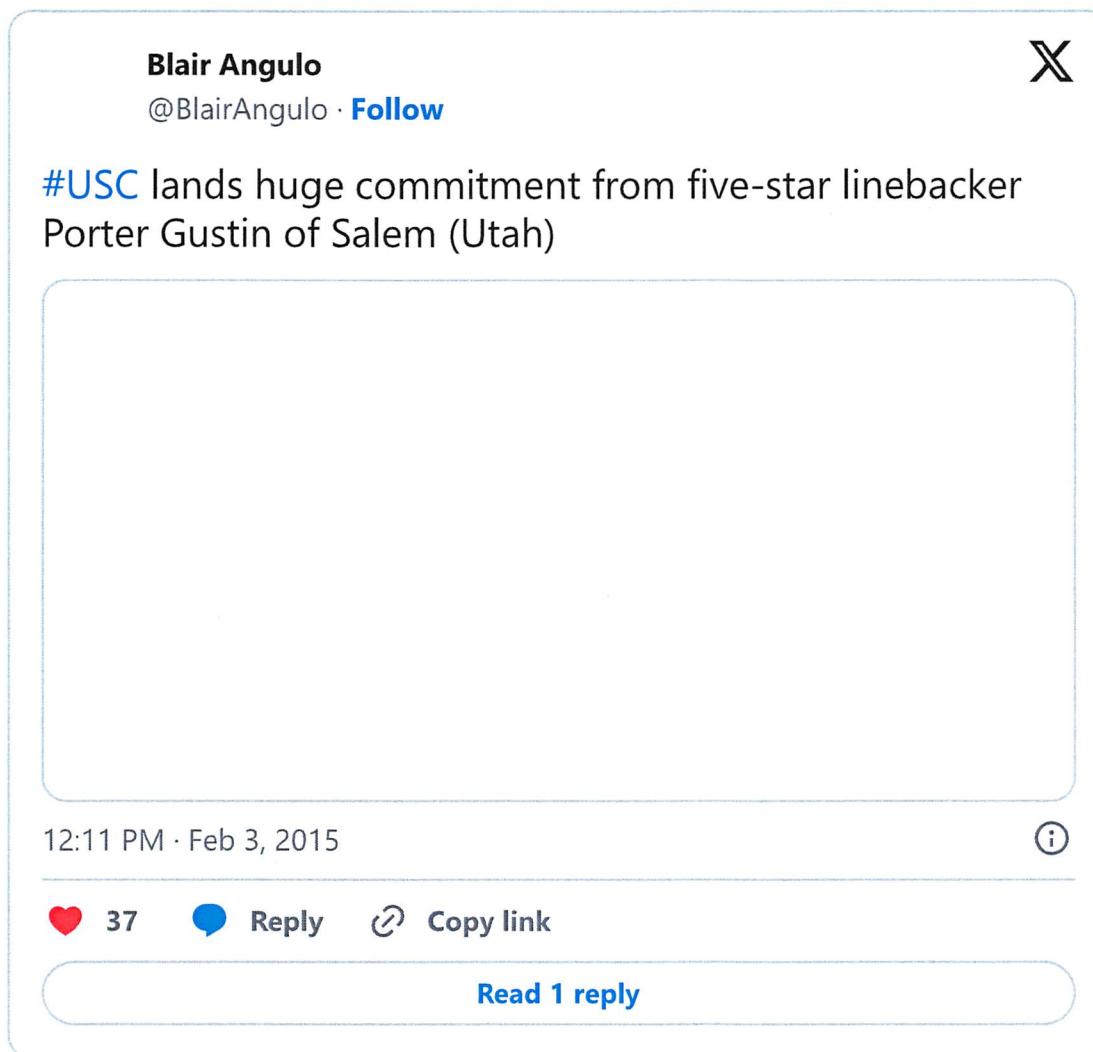 Blair Angulo
@BlairAngulo · Follow
#USC lands huge commitment from five-star linebacker
Porter Gustin of Salem (Utah)
12:11 PM · Feb 3, 2015
37 Reply Copy link
Read 1 reply